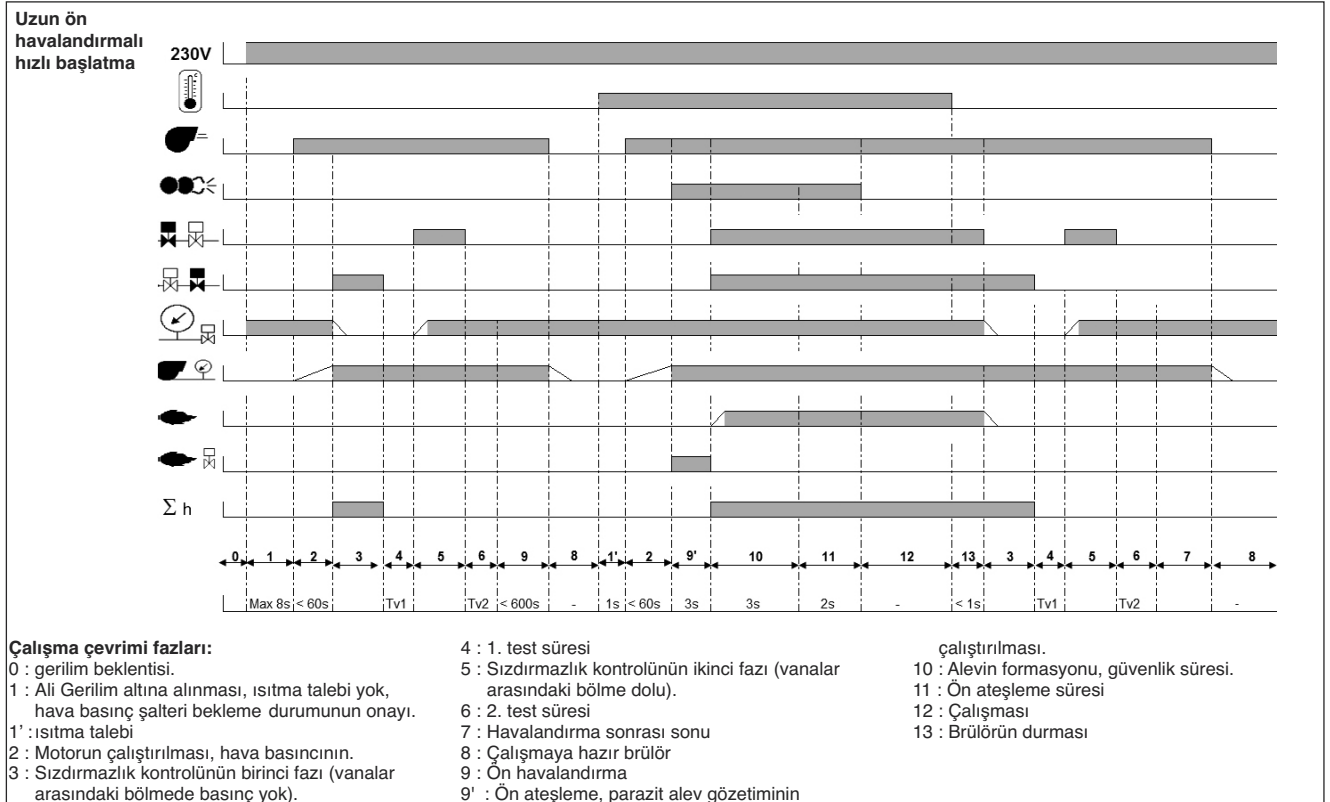 Uzun ön
havalandırmalı
hızlı başlatma
230V
Σ h
0 1 2 3 4 5 6 9 8 1' 2 9' 10 11 12 13 3 4 5 6 7 8
Max 8s < 60s Tv1 Tv2 < 600s - 1s < 60s 3s 3s 2s - < 1s Tv1 Tv2 -
Çalışma çevrimi fazları:
0 : gerilim beklentisi.
1 : Ali Gerilim altına alınması, ısıtma talebi yok,
hava basınç şalteri bekleme durumunun onayı.
1' : ısıtma talebi
2 : Motorun çalıştırılması, hava basıncının.
3 : Sızdırmazlık kontrolünün birinci fazı (vanalar
arasındaki bölmede basınç yok).
4 : 1. test süresi
5 : Sızdırmazlık kontrolünün ikinci fazı (vanalar
arasındaki bölme dolu).
6 : 2. test süresi
7 : Havalandırma sonrası sonu
8 : Çalışmaya hazır brülör
9 : Ön havalandırma
9' : Ön ateşleme, parazit alev gözetiminin
çalıştırılması.
10 : Alevin formasyonu, güvenlik süresi.
11 : Ön ateşleme süresi
12 : Çalışması
13 : Brülörün durması